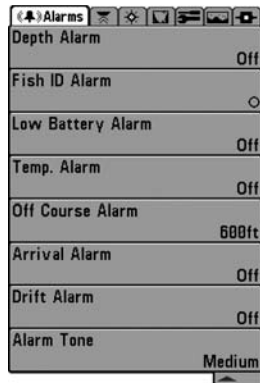 Alarms
Depth Alarm
Off
Fish ID Alarm
Low Battery Alarm
Off
Temp. Alarm
Off
Off Course Alarm
600ft
Arrival Alarm
Off
Drift Alarm
Off
Alarm Tone
Medium